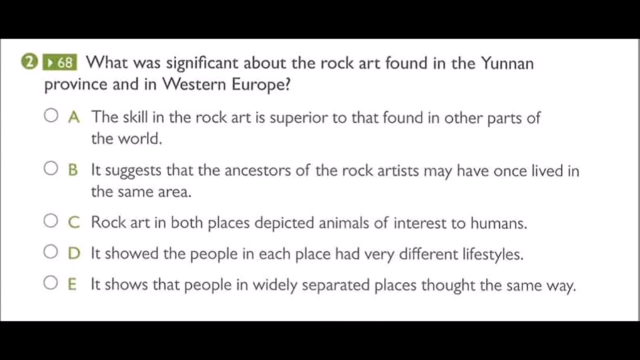 2 ▸68 What was significant about the rock art found in the Yunnan
province and in Western Europe?
A The skill in the rock art is superior to that found in other parts of
the world.
B It suggests that the ancestors of the rock artists may have once lived in
the same area.
C Rock art in both places depicted animals of interest to humans.
D It showed the people in each place had very different lifestyles.
E It shows that people in widely separated places thought the same way.